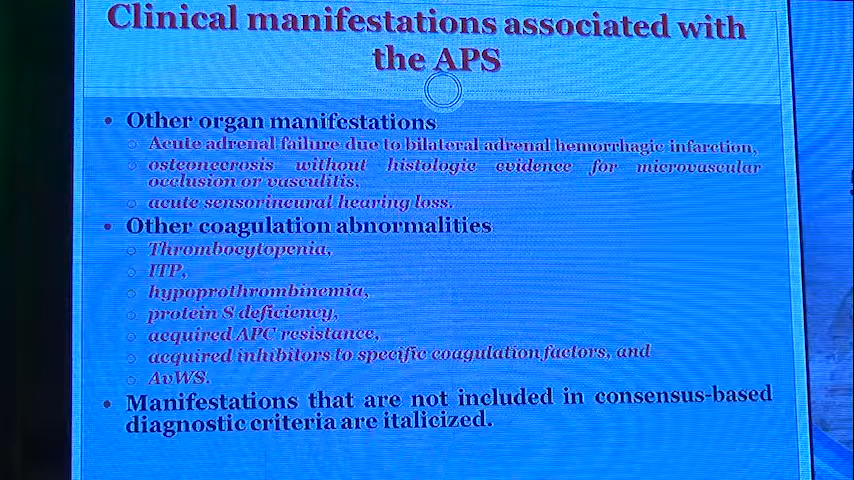 Clinical manifestations associated with
the APS
• Other organ manifestations
○ Acute adrenal failure due to bilateral adrenal hemorrhagic infarction,
○ osteonecrosis without histologic evidence for microvascular
occlusion or vasculitis,
○ acute sensorineural hearing loss.
• Other coagulation abnormalities
○ Thrombocytopenia,
○ ITP,
○ hypoprothrombinemia,
○ protein S deficiency,
○ acquired APC resistance,
○ acquired inhibitors to specific coagulation factors, and
○ AvWS.
• Manifestations that are not included in consensus-based
diagnostic criteria are italicized.